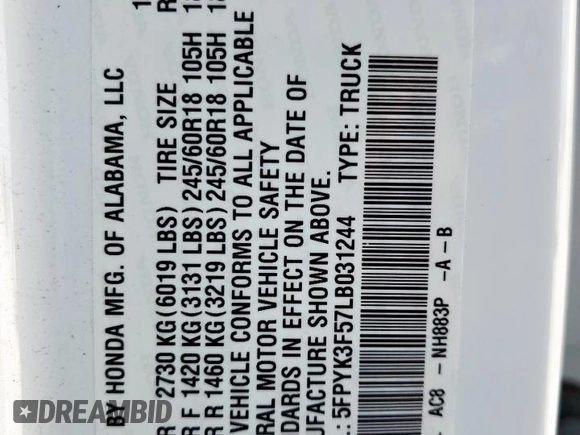 BY HONDA MFG. OF ALABAMA, LLC
2730 KG (6019 LBS) TIRE SIZE
F 1420 KG (3131 LBS) 245/60R18 105H
R 1460 KG (3219 LBS) 245/60R18 105H
VEHICLE CONFORMS TO ALL APPLICABLE
RAL MOTOR VEHICLE SAFETY
DARDS IN EFFECT ON THE DATE OF
UFACTURE SHOWN ABOVE.
: 5FPYK3F57LB031244 TYPE: TRUCK
AC8 - NH883P -A-B
DREAMBID